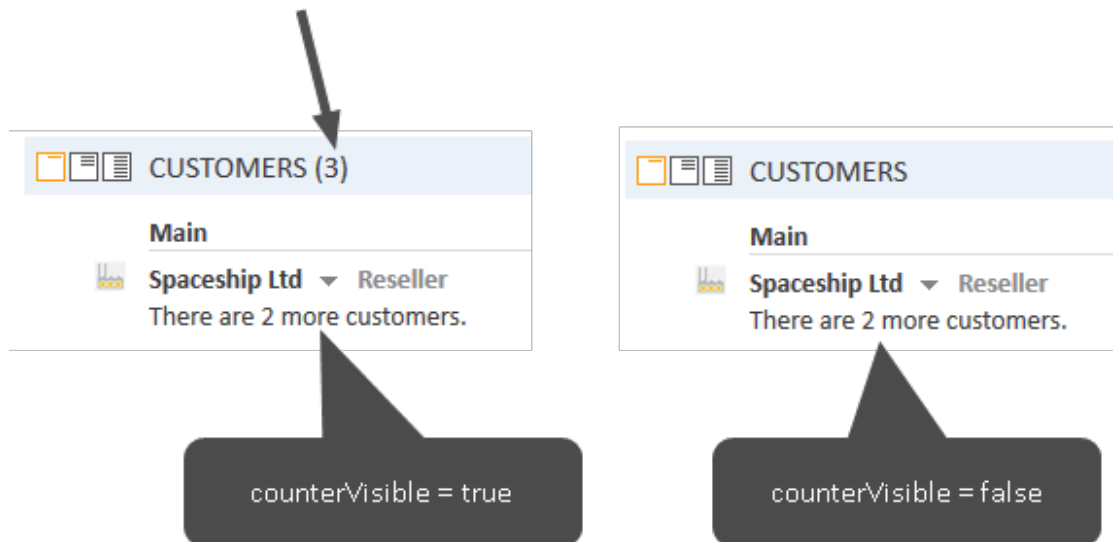 CUSTOMERS (3)
Main
Spaceship Ltd Reseller
There are 2 more customers.
counterVisible = true
CUSTOMERS
Main
Spaceship Ltd Reseller
There are 2 more customers.
counterVisible = false